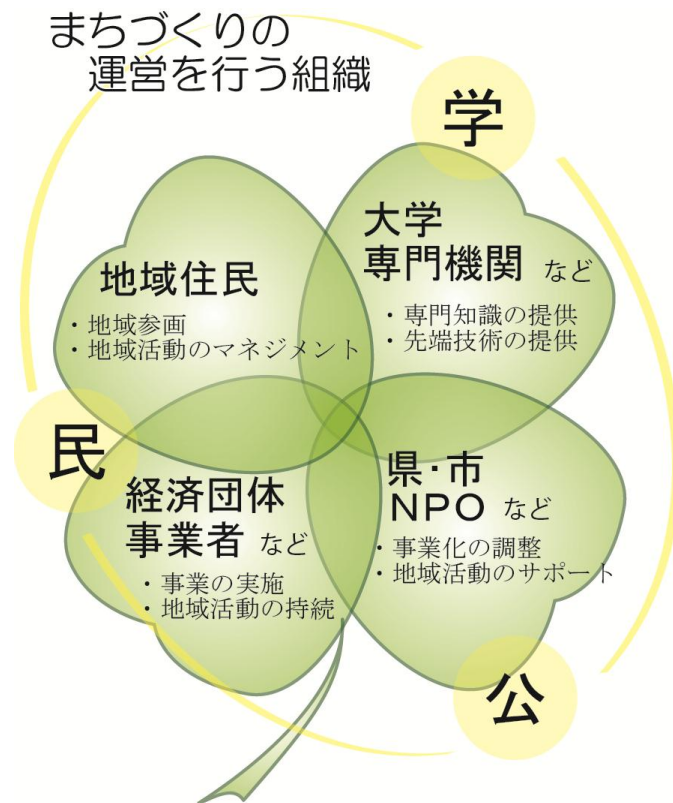 まちづくりの
運営を行う組織
学
大学
専門機関 など
・専門知識の提供
・先端技術の提供
地域住民
・地域参画
・地域活動のマネジメント
民
経済団体
事業者 など
・事業の実施
・地域活動の持続
県・市
NPO など
・事業化の調整
・地域活動のサポート
公